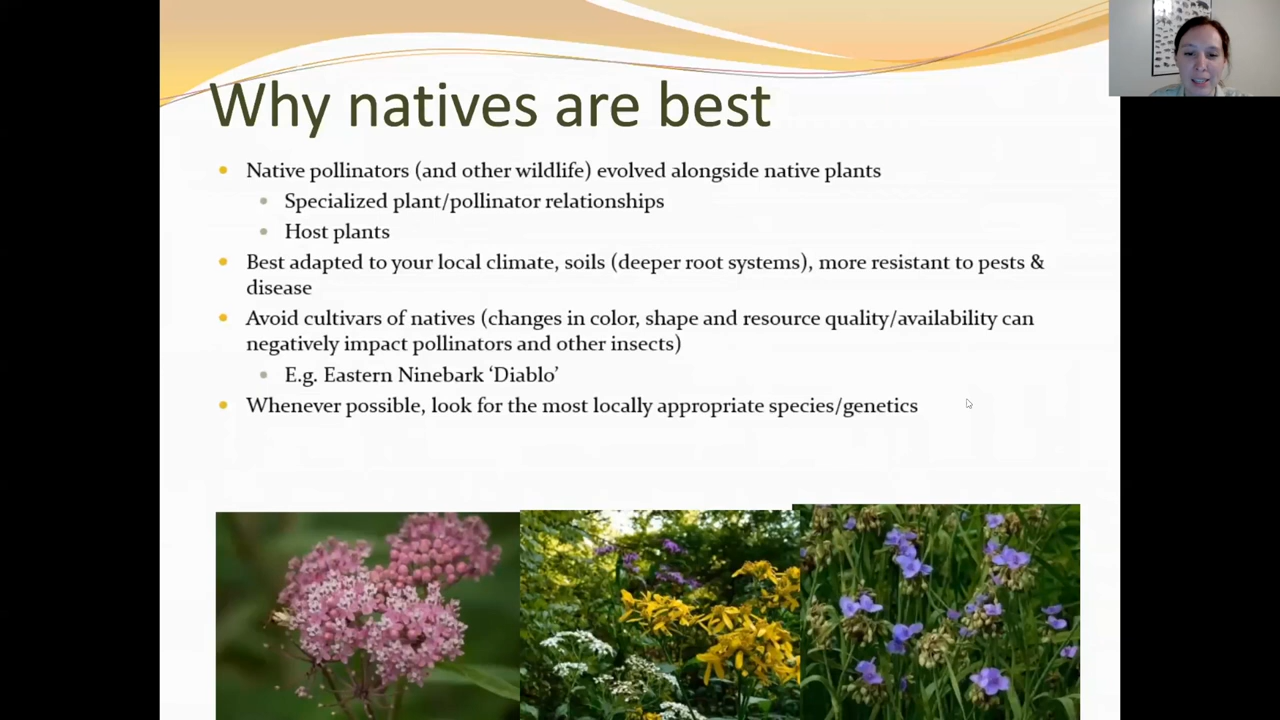 Why natives are best
Native pollinators (and other wildlife) evolved alongside native plants
Specialized plant/pollinator relationships
Host plants
Best adapted to your local climate, soils (deeper root systems), more resistant to pests &
disease
Avoid cultivars of natives (changes in color, shape and resource quality/availability can
negatively impact pollinators and other insects)
E.g. Eastern Ninebark ‘Diablo’
Whenever possible, look for the most locally appropriate species/genetics